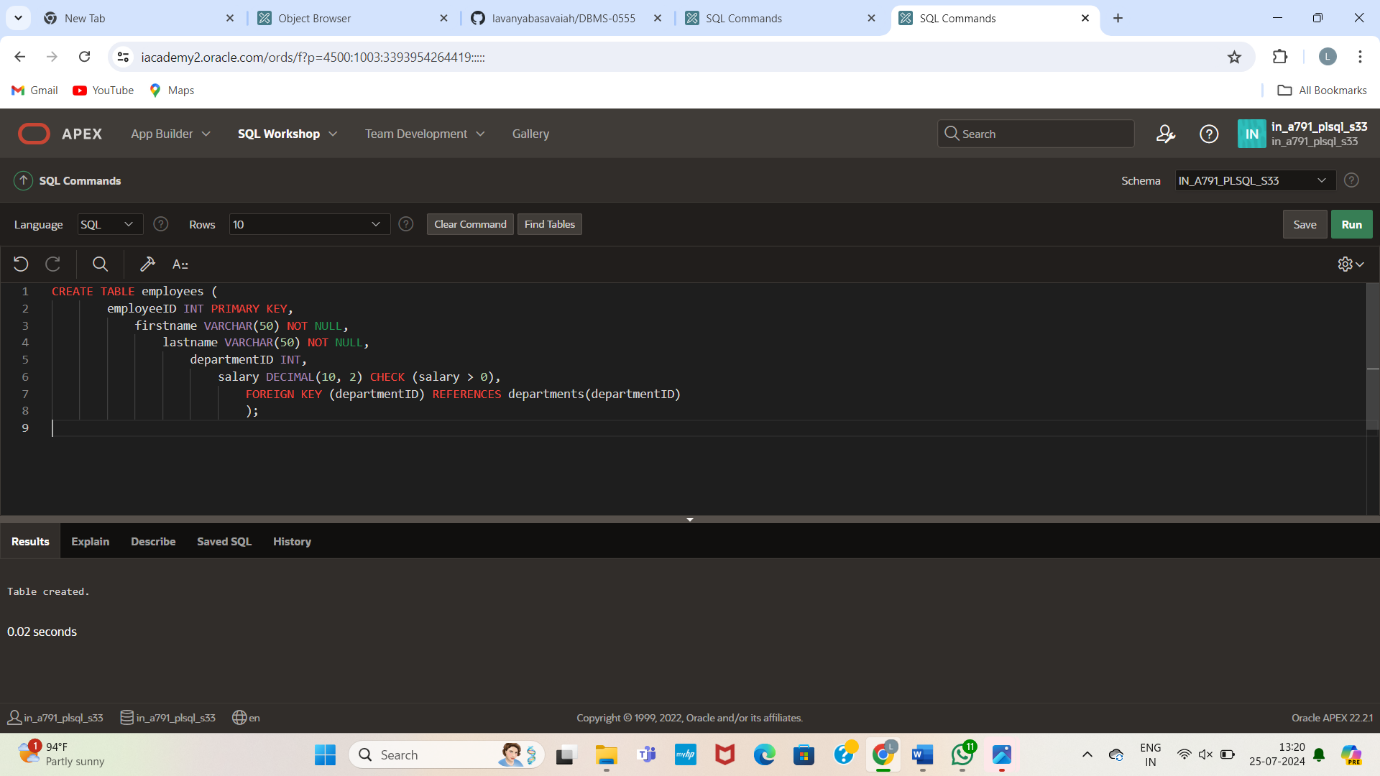 New Tab
Object Browser
lavanyabasavaiah/DBMS-0555
SQL Commands
SQL Commands
iacademy2.oracle.com/ords/f?p=4500:1003:3393954264419:::::
L
Gmail
YouTube
Maps
All Bookmarks
APEX
App Builder
SQL Workshop
Team Development
Gallery
Search
IN
in_a791_plsql_s33
in_a791_plsql_s33
SQL Commands
Schema
IN_A791_PLSQL_S33
Language
SQL
Rows
10
Clear Command
Find Tables
Save
Run
1 CREATE TABLE employees (
2 employeeID INT PRIMARY KEY,
3 firstname VARCHAR(50) NOT NULL,
4 lastname VARCHAR(50) NOT NULL,
5 departmentID INT,
6 salary DECIMAL(10, 2) CHECK (salary > 0),
7 FOREIGN KEY (departmentID) REFERENCES departments(departmentID)
8 );
9
Results
Explain
Describe
Saved SQL
History
Table created.
0.02 seconds
in_a791_plsql_s33
in_a791_plsql_s33
en
Copyright © 1999, 2022, Oracle and/or its affiliates.
Oracle APEX 22.2.1
1
94°F
Partly sunny
Search
myhp
L
W
11
ENG
IN
13:20
25-07-2024
PRE